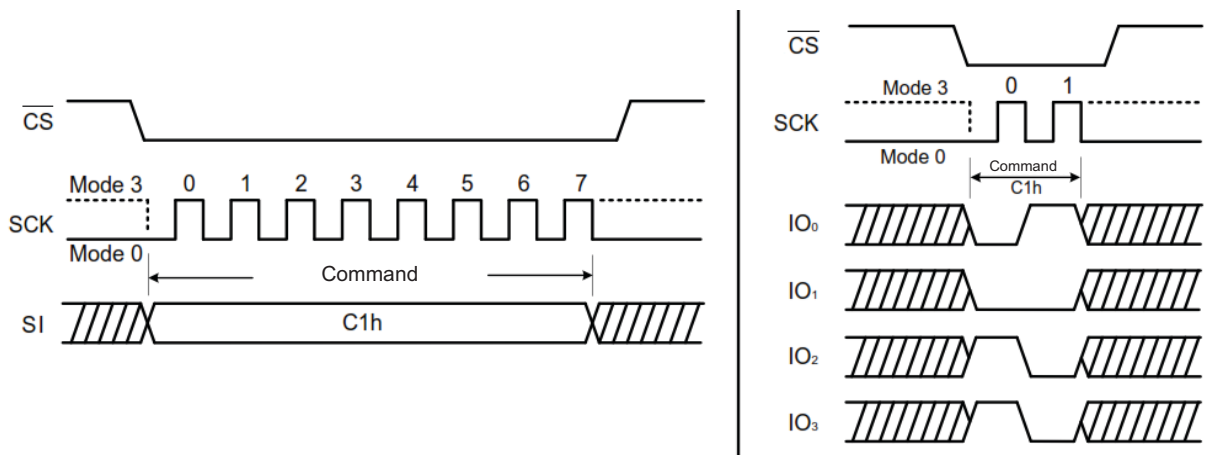 CS
Mode 3 0 1 2 3 4 5 6 7
SCK
Mode 0
Command
SI C1h
CS
Mode 3 0 1
SCK
Mode 0 Command
C1h
IO₀
IO₁
IO₂
IO₃